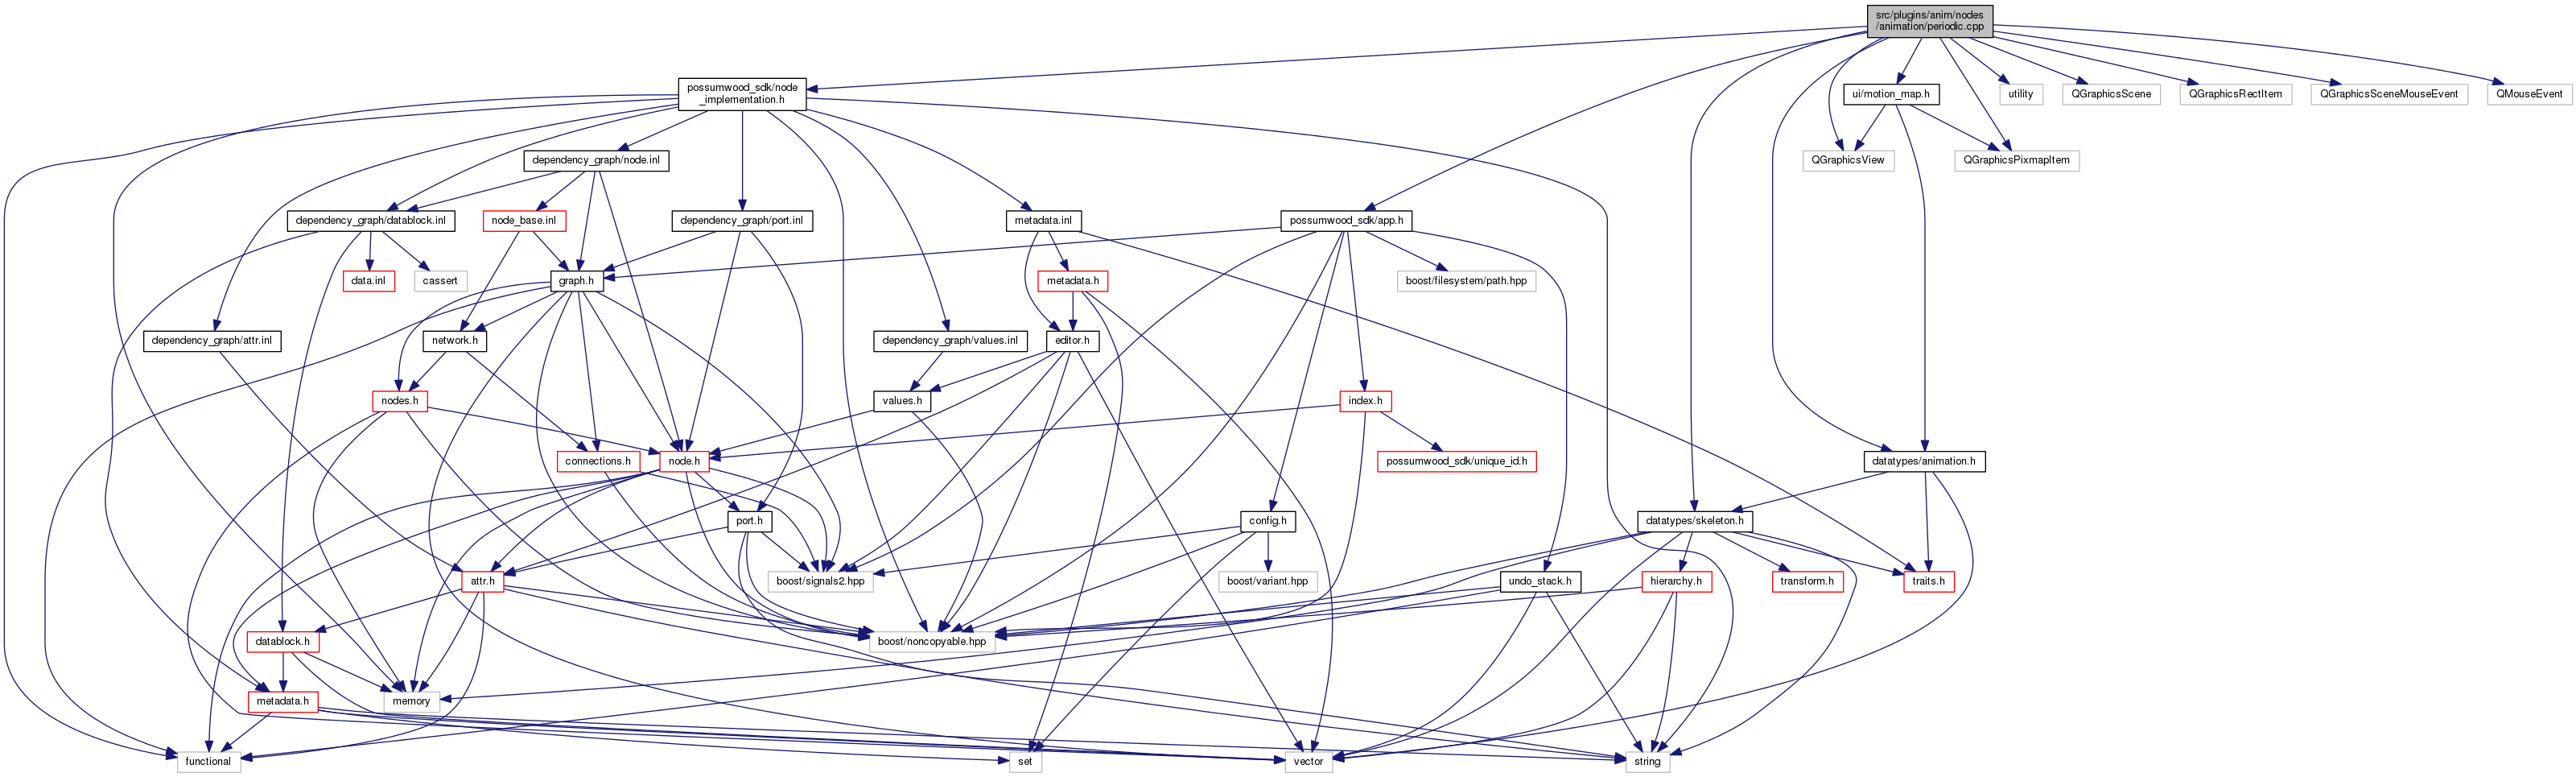 src/plugins/anim/nodes
/animation/periodic.cpp
possumwood_sdk/node
_implementation.h
ui/motion_map.h
utility
QGraphicsScene
QGraphicsRectItem
QGraphicsSceneMouseEvent
QMouseEvent
dependency_graph/node.inl
QGraphicsView
QGraphicsPixmapItem
dependency_graph/datablock.inl
node_base.inl
dependency_graph/port.inl
metadata.inl
possumwood_sdk/app.h
data.inl
cassert
graph.h
metadata.h
boost/filesystem/path.hpp
dependency_graph/attr.inl
network.h
dependency_graph/values.inl
editor.h
nodes.h
values.h
index.h
connections.h
node.h
possumwood_sdk/unique_id.h
datatypes/animation.h
port.h
config.h
datatypes/skeleton.h
attr.h
boost/signals2.hpp
boost/variant.hpp
undo_stack.h
hierarchy.h
transform.h
traits.h
datablock.h
boost/noncopyable.hpp
metadata.h
memory
functional
set
vector
string